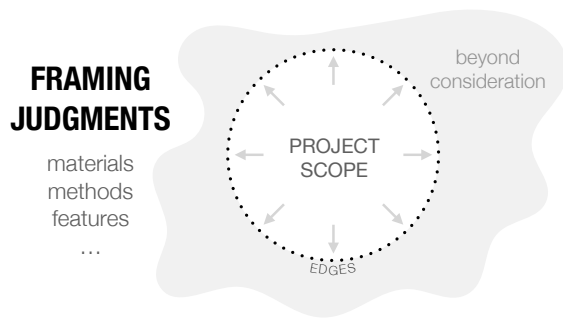 FRAMING
JUDGMENTS
materials
methods
features
...
beyond
consideration
PROJECT
SCOPE
EDGES